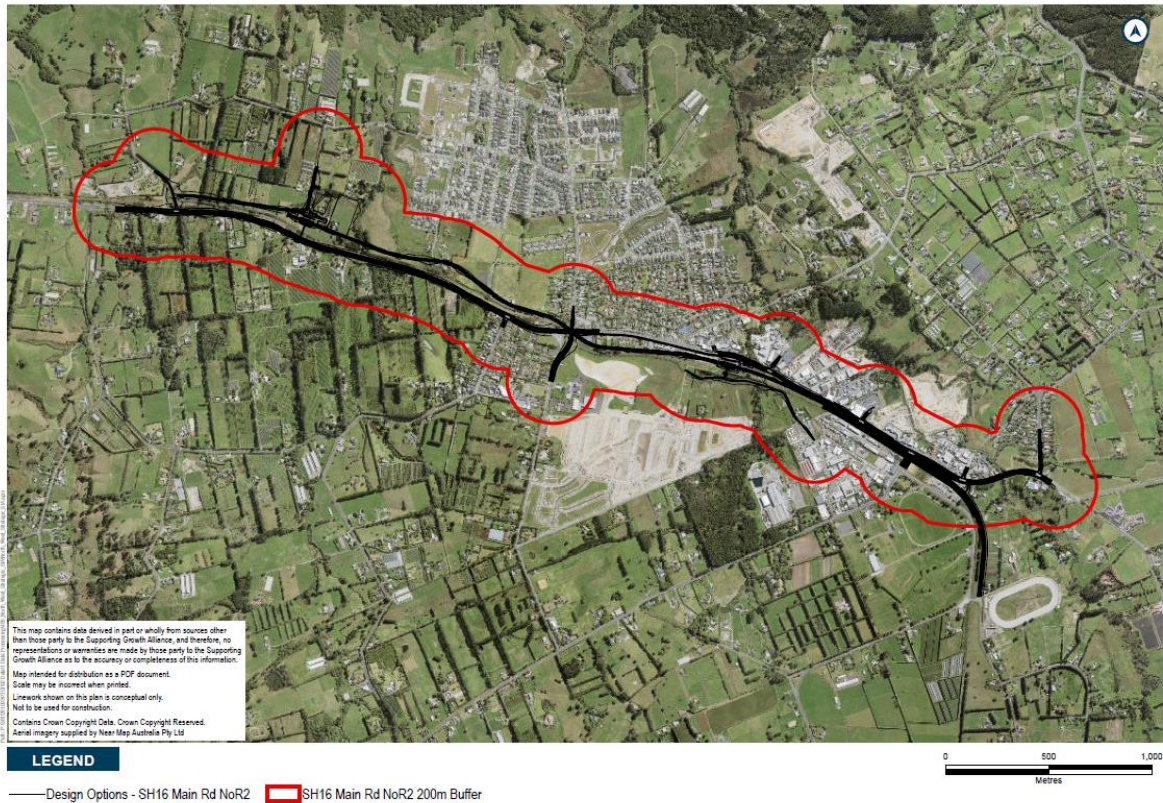 This map contains data derived in part or wholly from sources other
than those party to the Supporting Growth Alliance, and therefore, no
representations or warranties are made by those party to the Supporting
Growth Alliance as to the accuracy or completeness of this information.
Map intended for distribution as a PDF document.
Scale may be incorrect when printed.
Linework shown on this plan is conceptual only.
Not to be used for construction.
Contains Crown Copyright Data. Crown Copyright Reserved.
Aerial imagery supplied by Near Map Australia Pty Ltd
LEGEND
0 500 1,000
Metres
Design Options - SH16 Main Rd NoR2 SH16 Main Rd NoR2 200m Buffer